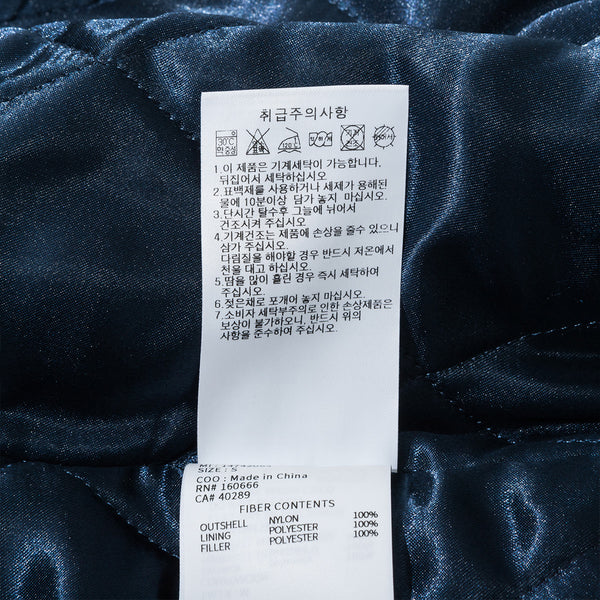 취급주의사항
30℃
중성
120℃
1.이 제품은 기계세탁이 가능합니다.
뒤집어서 세탁하십시오
2.표백제를 사용하거나 세제가 용해된
물에 10분이상 담가 놓지 마십시오.
3.단시간 탈수후 그늘에 뉘어서
건조시켜 주십시오
4.기계건조는 제품에 손상을 줄수 있으니
삼가 주십시오.
다림질을 해야할 경우 반드시 저온에서
천을 대고 하십시오
5.땀을 많이 흘린 경우 즉시 세탁하여
주십시오.
6.젖은채로 포개어 놓지 마십시오.
7.소비자 세탁부주의로 인한 손상제품은
보상이 불가하오니, 반드시 위의
사항을 준수하여 주십시오.
SIZE : S
COO : Made in China
RN# 160666
CA# 40289
FIBER CONTENTS
OUTSHELL NYLON 100%
LINING POLYESTER 100%
FILLER POLYESTER 100%